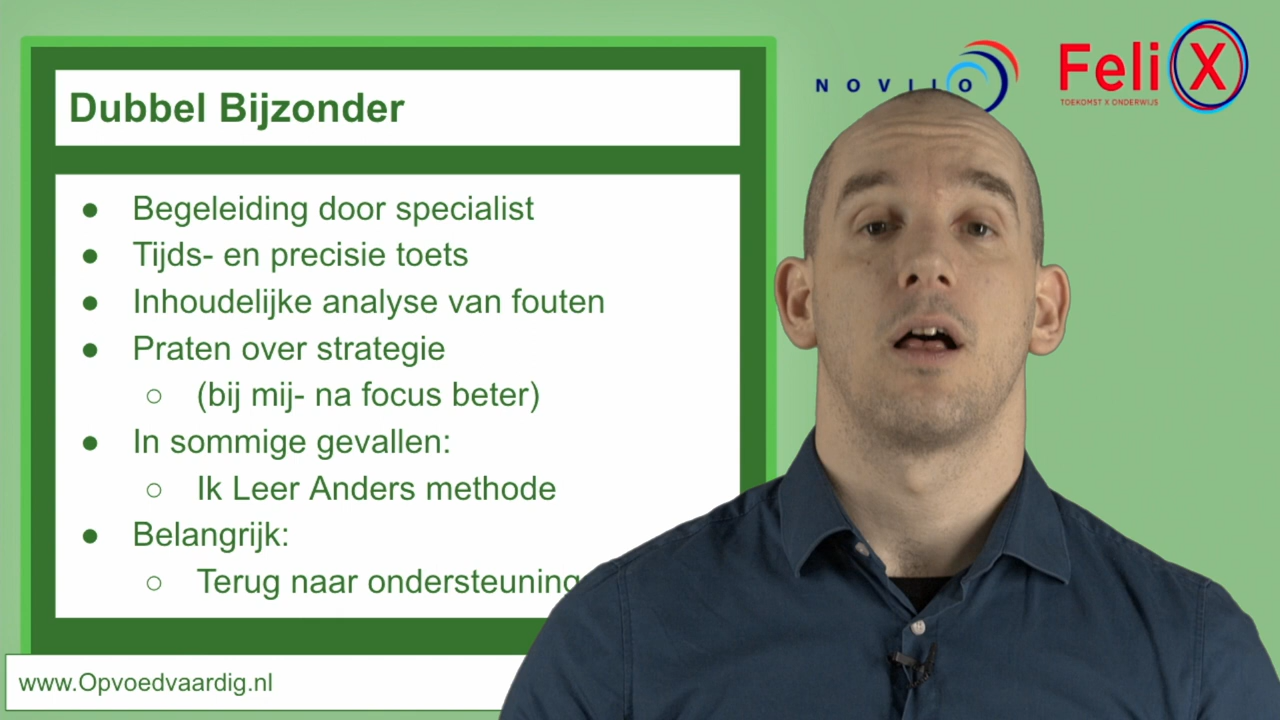 NOVILO
FeliX
TOEKOMST X ONDERWIJS
Dubbel Bijzonder
● Begeleiding door specialist
● Tijds- en precisie toets
● Inhoudelijke analyse van fouten
● Praten over strategie
○ (bij mij- na focus beter)
● In sommige gevallen:
○ Ik Leer Anders methode
● Belangrijk:
○ Terug naar ondersteuning
www.Opvoedvaardig.nl